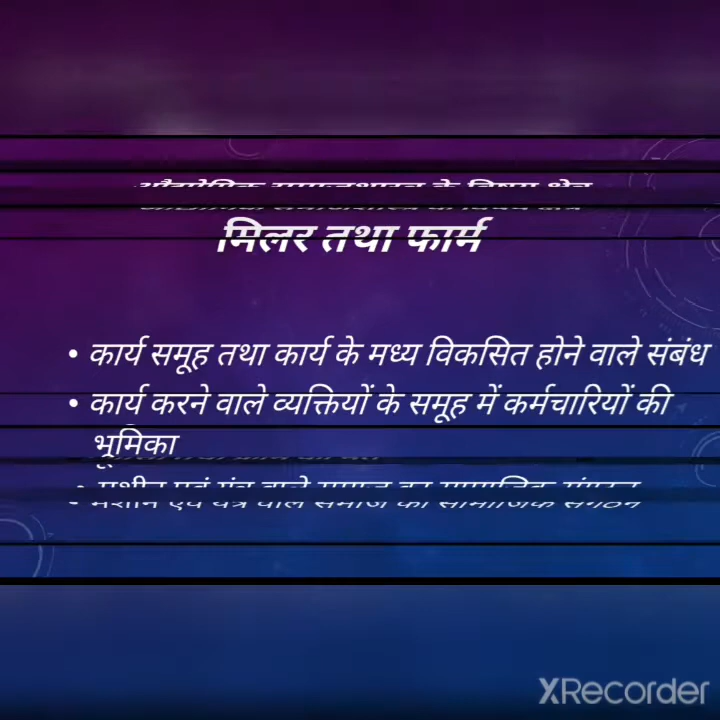 औद्योगिक समाजशास्त्र के विषय क्षेत्र
मिलर तथा फार्म
• कार्य समूह तथा कार्य के मध्य विकसित होने वाले संबंध
• कार्य करने वाले व्यक्तियों के समूह में कर्मचारियों की
भूमिका
• मशीन एवं यंत्र वाले समाज का सामाजिक संगठन
XRecorder